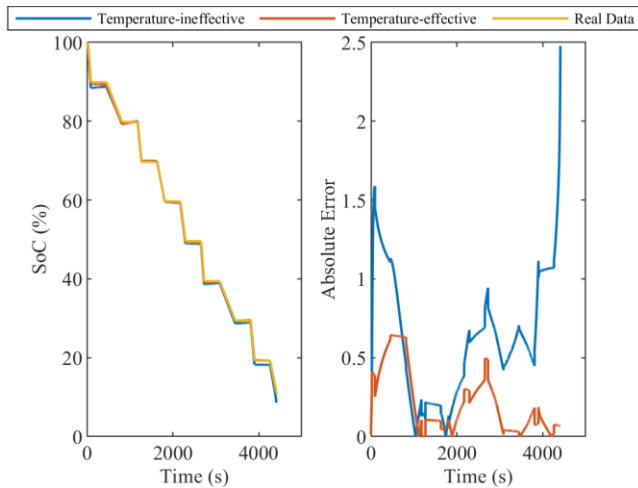 Temperature-ineffective Temperature-effective Real Data
100
80
60
40
20
0
SoC (%)
0 2000 4000
Time (s)
2.5
2
1.5
1
0.5
0
Absolute Error
0 2000 4000
Time (s)